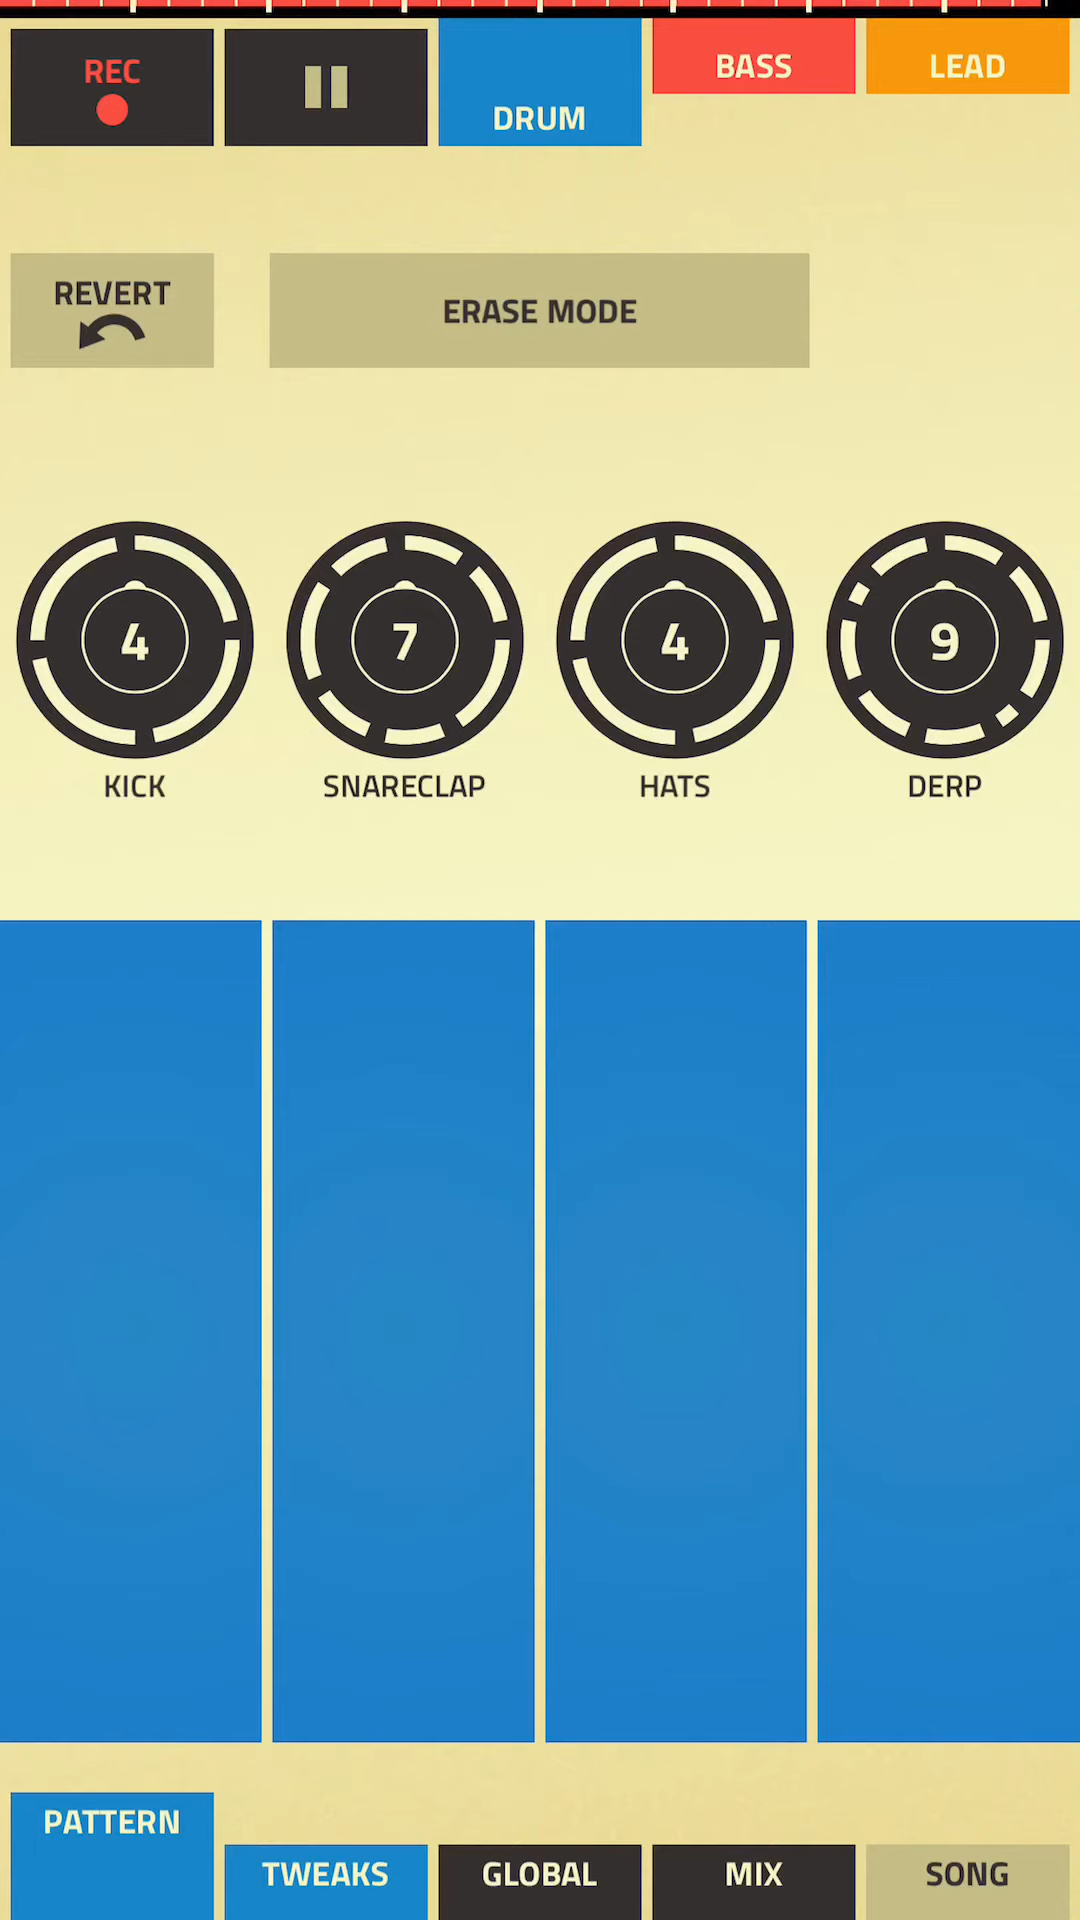 REC
DRUM
BASS
LEAD
REVERT
ERASE MODE
4
7
4
9
KICK
SNARECLAP
HATS
DERP
PATTERN
TWEAKS
GLOBAL
MIX
SONG